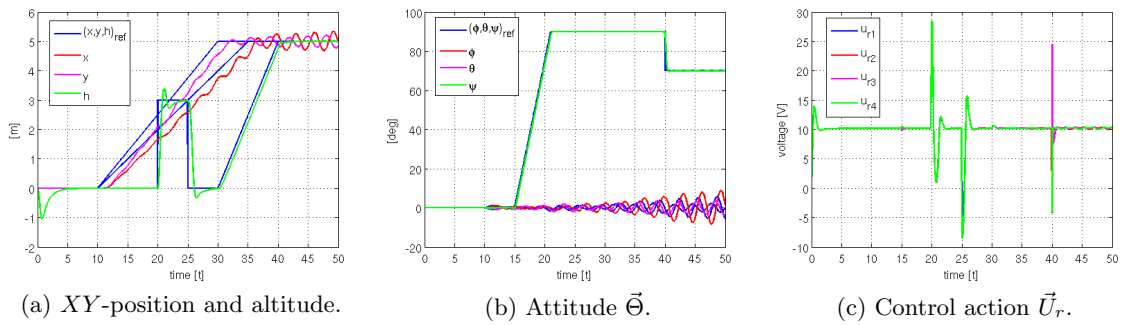 (x,y,h)ref
x
y
h
6
5
4
3
2
1
0
-1
-2
[m]
0 5 10 15 20 25 30 35 40 45 50
time [t]
(a) XY-position and altitude.
(ϕ,θ,ψ)ref
ϕ
θ
ψ
100
80
60
40
20
0
-20
[deg]
0 5 10 15 20 25 30 35 40 45 50
time [t]
(b) Attitude Θ⃗.
ur1
ur2
ur3
ur4
30
25
20
15
10
5
0
-5
-10
voltage [V]
0 5 10 15 20 25 30 35 40 45 50
time [t]
(c) Control action U⃗r.